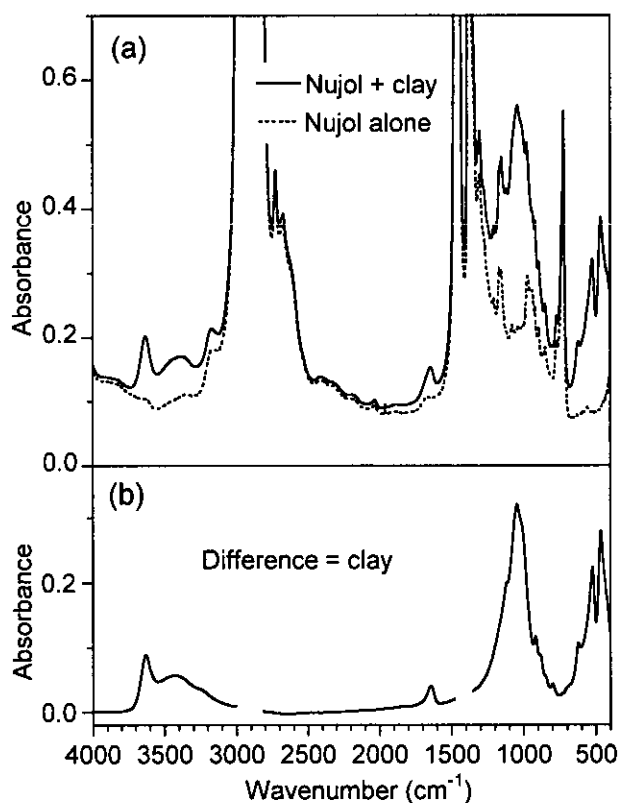 (a)
Nujol + clay
Nujol alone
0.6
0.4
0.2
0.0
Absorbance
(b)
Difference = clay
0.2
0.0
Absorbance
4000 3500 3000 2500 2000 1500 1000 500
Wavenumber (cm⁻¹)